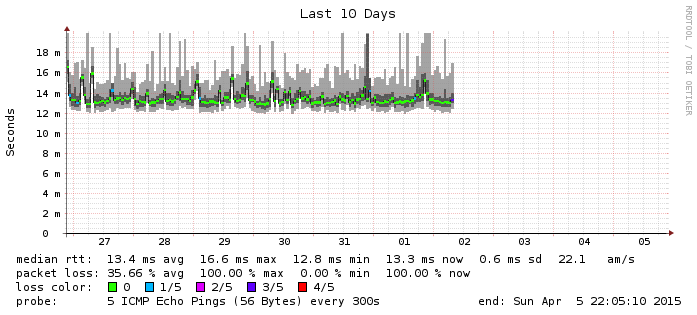 Last 10 Days
RRDTOOL / TOBI OETIKER
Seconds
18 m
16 m
14 m
12 m
10 m
8 m
6 m
4 m
2 m
0
27 28 29 30 31 01 02 03 04 05
median rtt: 13.4 ms avg 16.6 ms max 12.8 ms min 13.3 ms now 0.6 ms sd 22.1 am/s
packet loss: 35.66 % avg 100.00 % max 0.00 % min 100.00 % now
loss color: 0 1/5 2/5 3/5 4/5
probe: 5 ICMP Echo Pings (56 Bytes) every 300s end: Sun Apr 5 22:05:10 2015